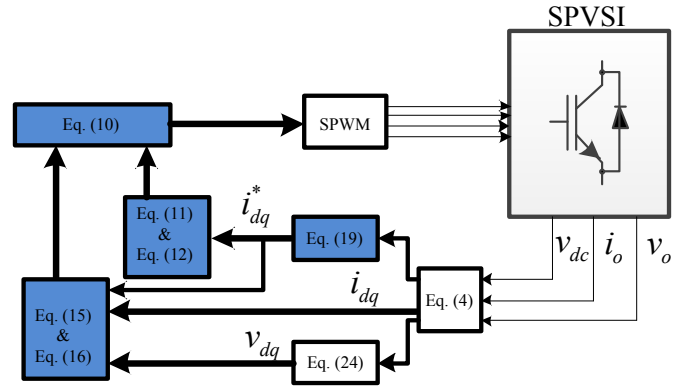 SPVSI
Eq. (10)
SPWM
Eq. (11)
&
Eq. (12)
i*dq
Eq. (19)
vdc io vo
idq
Eq. (4)
Eq. (15)
&
Eq. (16)
vdq
Eq. (24)